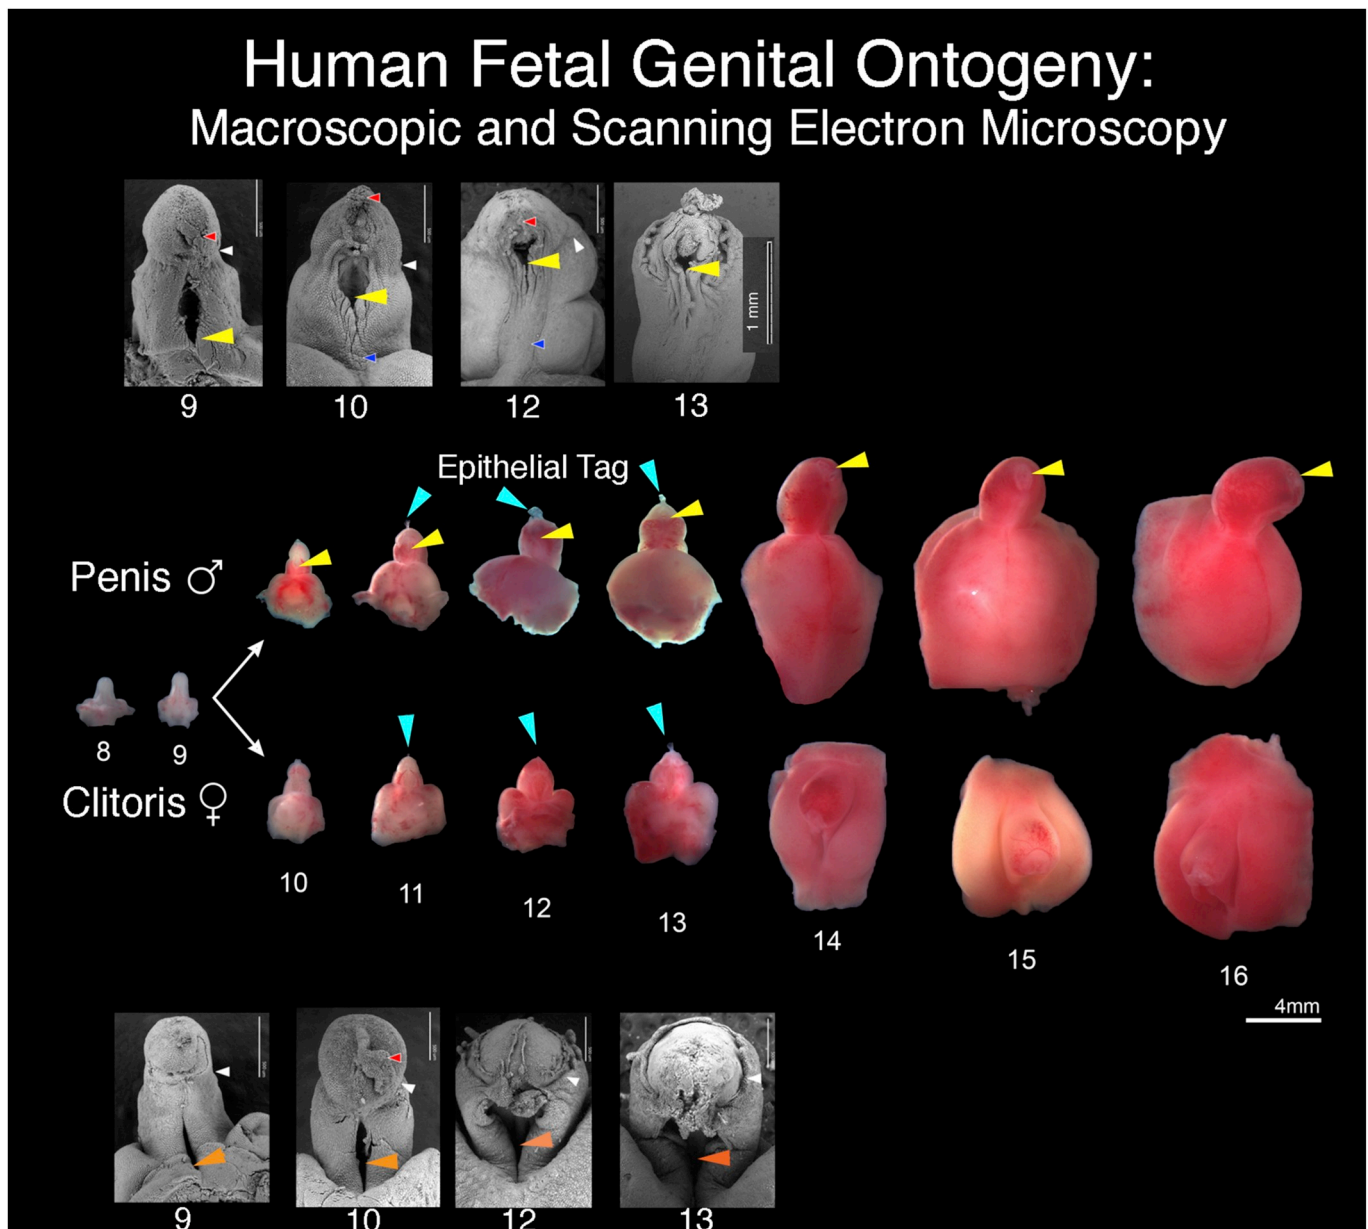 Human Fetal Genital Ontogeny:
Macroscopic and Scanning Electron Microscopy
1 mm
9 10 12 13
Epithelial Tag
Penis ♂
8 9
Clitoris ♀
10 11 12 13 14 15 16
4mm
9 10 12 13